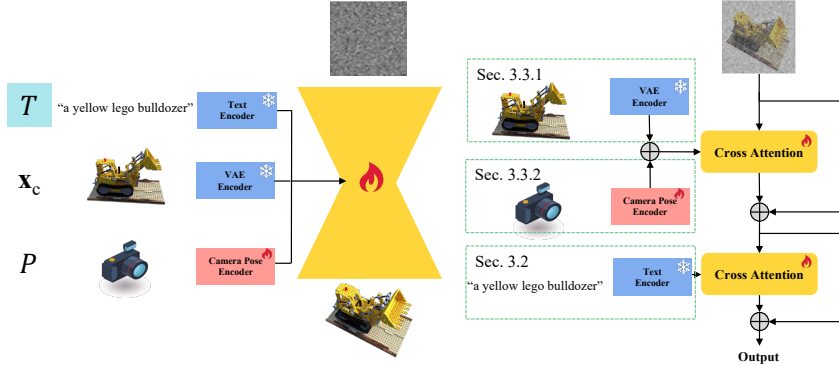 T
“a yellow lego bulldozer”
Text
Encoder
x_c
VAE
Encoder
P
Camera Pose
Encoder
Sec. 3.3.1
VAE
Encoder
Cross Attention
Sec. 3.3.2
Camera Pose
Encoder
Sec. 3.2
“a yellow lego bulldozer”
Text
Encoder
Cross Attention
Output